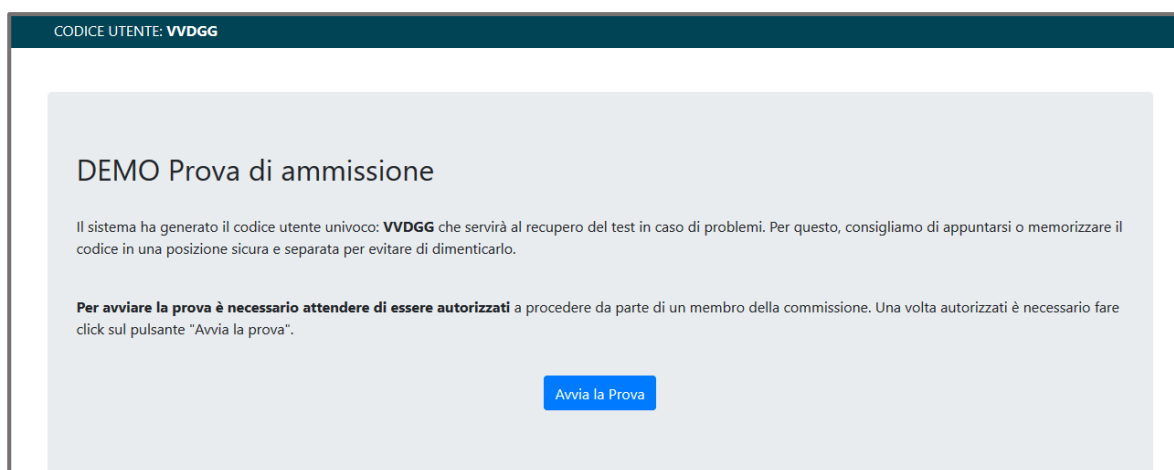 CODICE UTENTE: VVDGG
DEMO Prova di ammissione
Il sistema ha generato il codice utente univoco: VVDGG che servirà al recupero del test in caso di problemi. Per questo, consigliamo di appuntarsi o memorizzare il
codice in una posizione sicura e separata per evitare di dimenticarlo.
Per avviare la prova è necessario attendere di essere autorizzati a procedere da parte di un membro della commissione. Una volta autorizzati è necessario fare
click sul pulsante "Avvia la prova".
Avvia la Prova